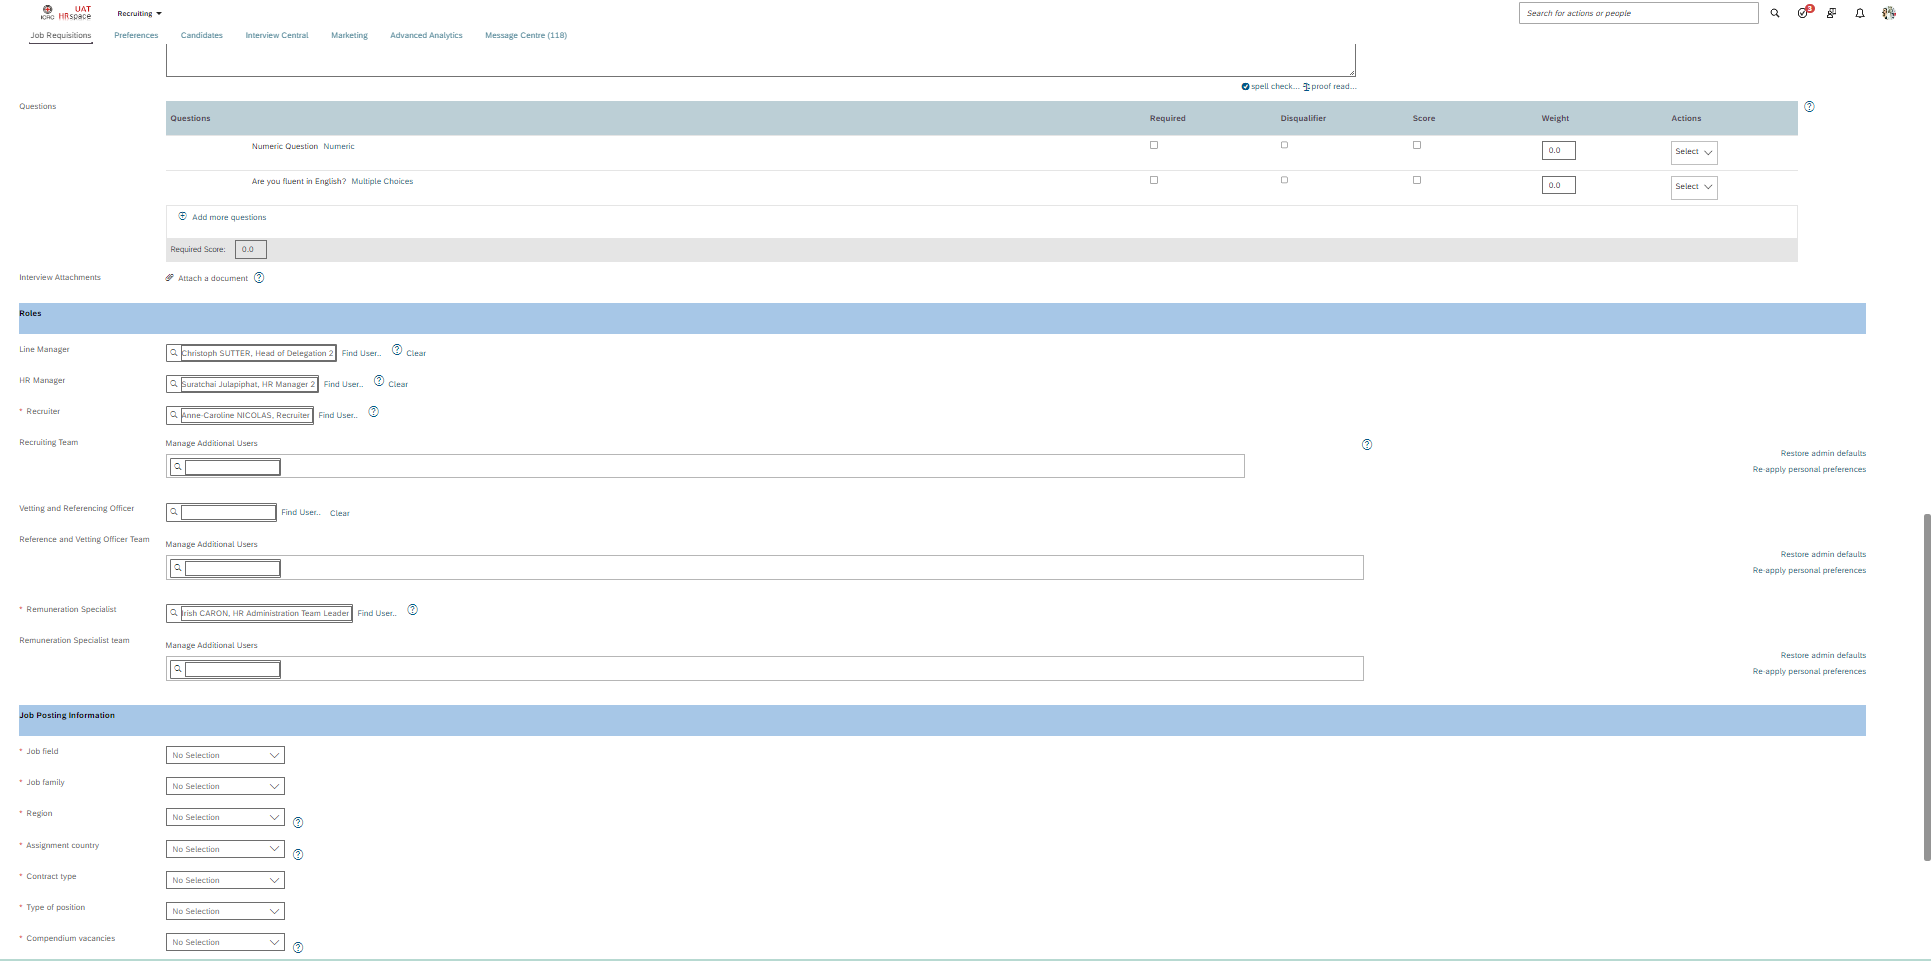 UAT
ICRC HRspace
Recruiting
Search for actions or people
3
Job Requisitions Preferences Candidates Interview Central Marketing Advanced Analytics Message Centre (118)
spell check... proof read...
Questions
Questions Required Disqualifier Score Weight Actions
Numeric Question Numeric 0.0 Select
Are you fluent in English? Multiple Choices 0.0 Select
Add more questions
Required Score: 0.0
Interview Attachments Attach a document
Roles
Line Manager Christoph SUTTER, Head of Delegation 2 Find User.. Clear
HR Manager Suratchai Julapiphat, HR Manager 2 Find User.. Clear
* Recruiter Anne-Caroline NICOLAS, Recruiter Find User..
Recruiting Team Manage Additional Users
Restore admin defaults
Re-apply personal preferences
Vetting and Referencing Officer Find User.. Clear
Reference and Vetting Officer Team Manage Additional Users
Restore admin defaults
Re-apply personal preferences
* Remuneration Specialist Irish CARON, HR Administration Team Leader Find User..
Remuneration Specialist team Manage Additional Users
Restore admin defaults
Re-apply personal preferences
Job Posting Information
* Job field No Selection
* Job family No Selection
* Region No Selection
* Assignment country No Selection
* Contract type No Selection
* Type of position No Selection
* Compendium vacancies No Selection